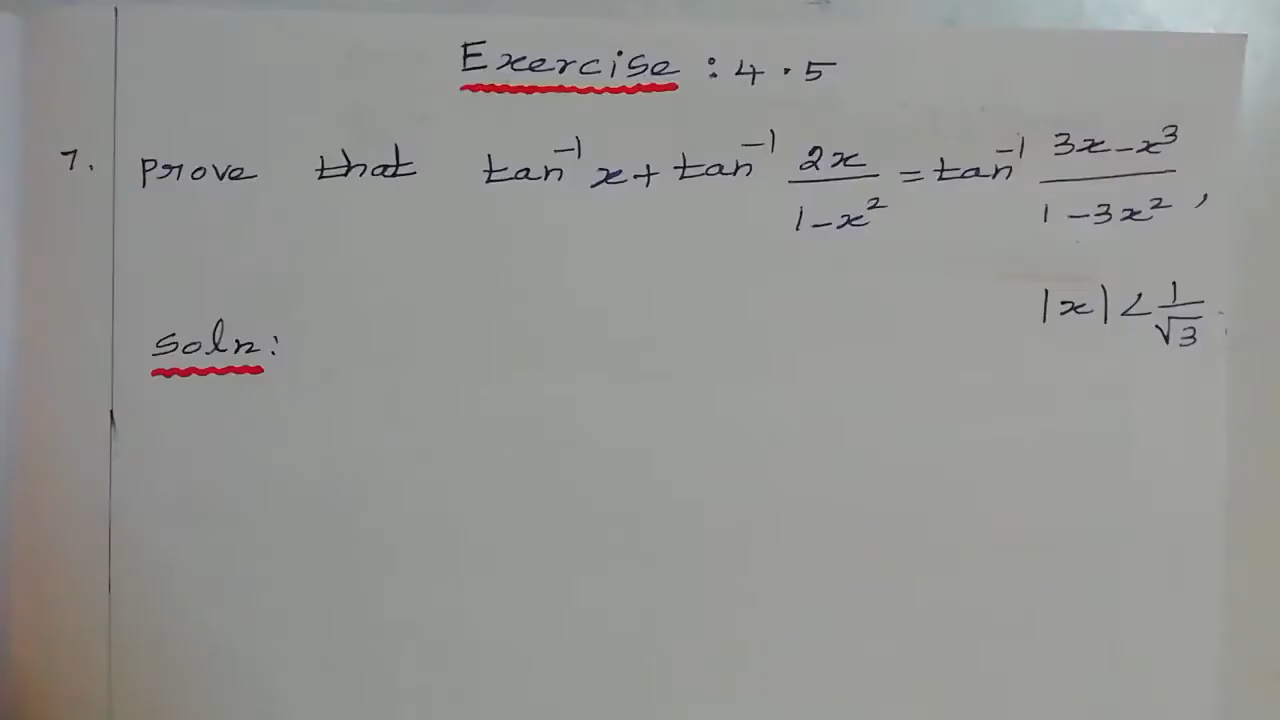 Exercise : 4.5
7. Prove that tan⁻¹ x + tan⁻¹ 2x/(1-x²) = tan⁻¹ (3x-x³)/(1-3x²),
|x| < 1/√3.
Soln: